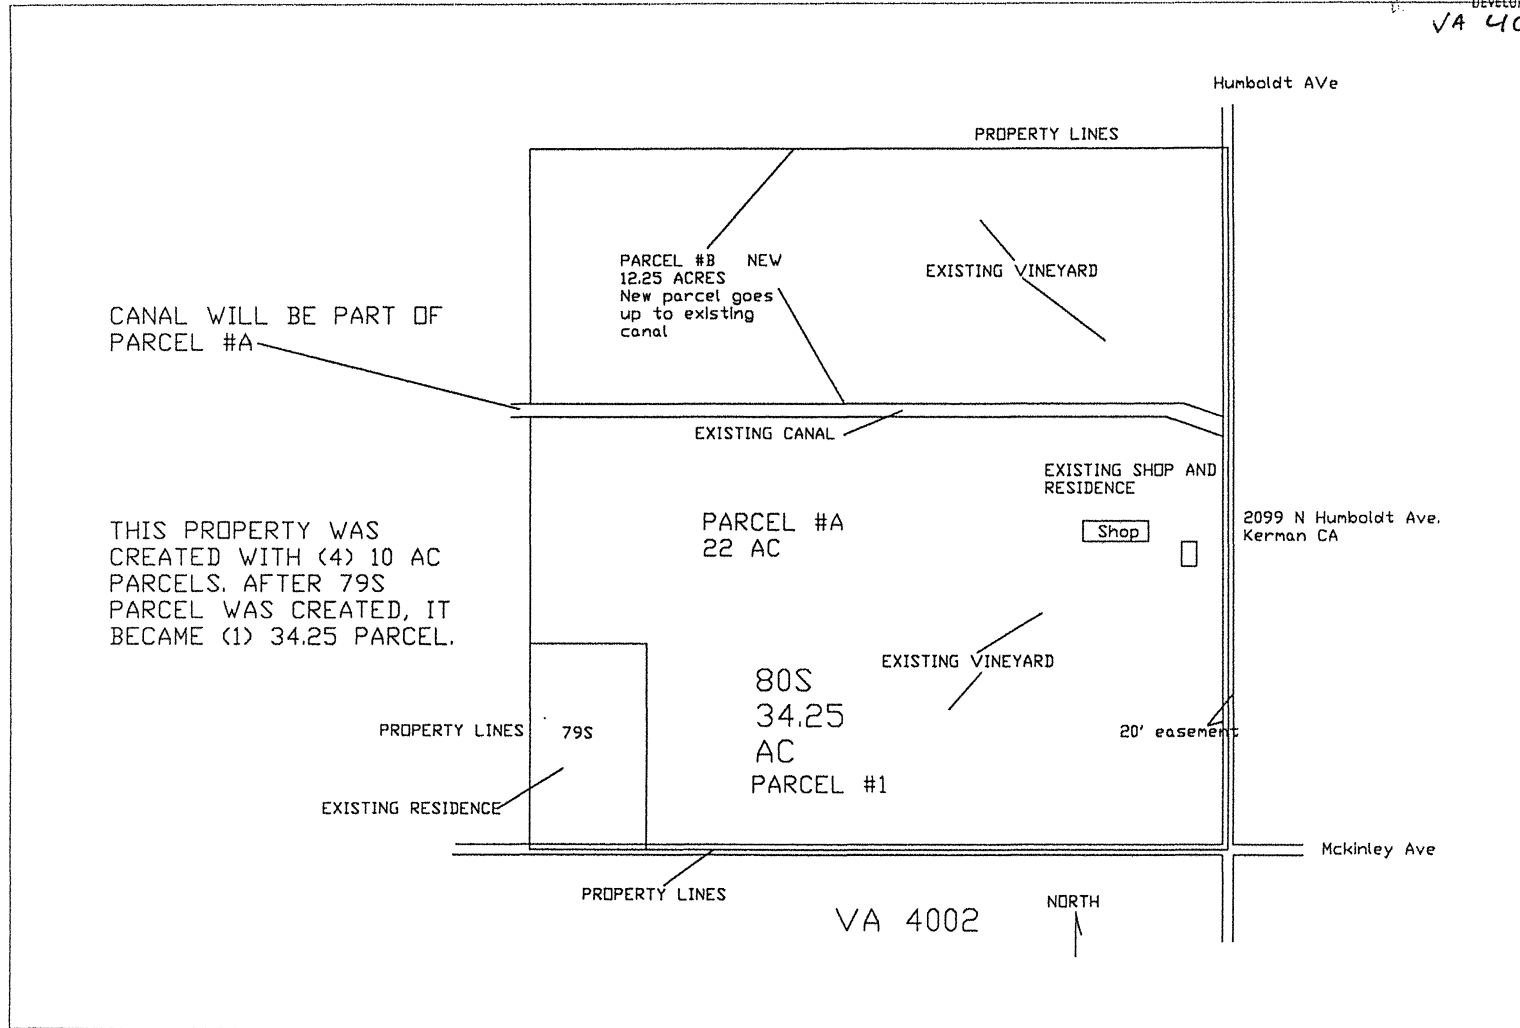 VA 40
Humboldt AVe
PROPERTY LINES
PARCEL #B NEW
12.25 ACRES
New parcel goes
up to existing
canal
EXISTING VINEYARD
CANAL WILL BE PART OF
PARCEL #A
EXISTING CANAL
EXISTING SHOP AND
RESIDENCE
Shop
2099 N Humboldt Ave.
Kerman CA
PARCEL #A
22 AC
THIS PROPERTY WAS
CREATED WITH (4) 10 AC
PARCELS. AFTER 79S
PARCEL WAS CREATED, IT
BECAME (1) 34.25 PARCEL.
EXISTING VINEYARD
80S
34.25
AC
PARCEL #1
PROPERTY LINES
79S
20' easement
EXISTING RESIDENCE
Mckinley Ave
PROPERTY LINES
VA 4002
NORTH